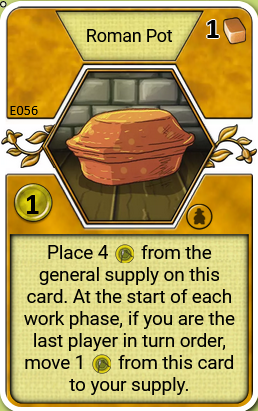 Roman Pot
1
E056
1
Place 4 from the
general supply on this
card. At the start of each
work phase, if you are the
last player in turn order,
move 1 from this card
to your supply.